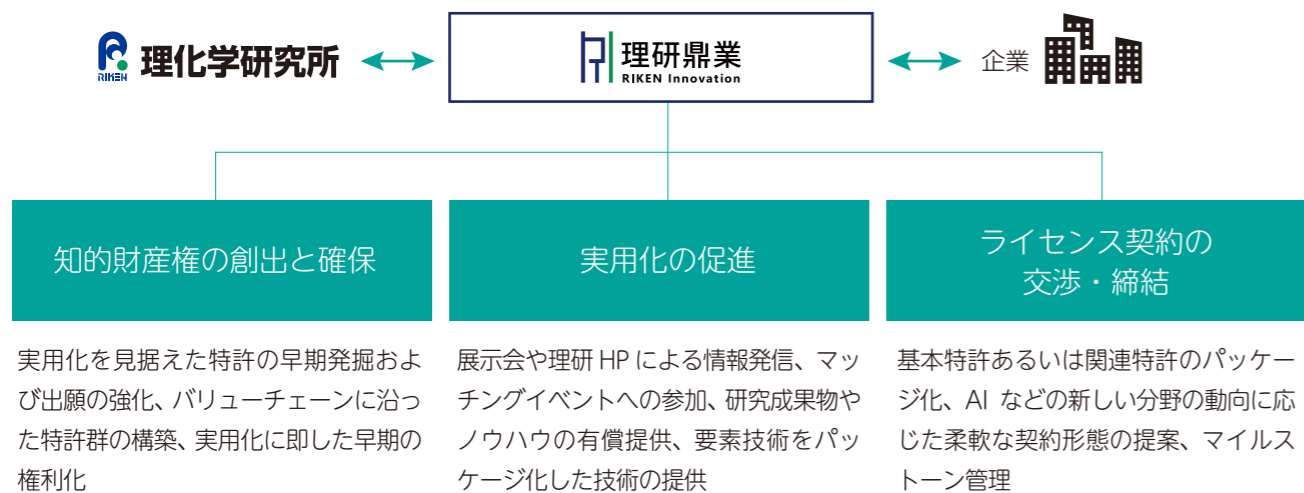 RIKEN
理化学研究所
理研鼎業
RIKEN Innovation
企業
知的財産権の創出と確保
実用化を見据えた特許の早期発掘およ
び出願の強化、バリューチェーンに沿っ
た特許群の構築、実用化に即した早期の
権利化
実用化の促進
展示会や理研 HP による情報発信、マッ
チングイベントへの参加、研究成果物や
ノウハウの有償提供、要素技術をパッ
ケージ化した技術の提供
ライセンス契約の
交渉・締結
基本特許あるいは関連特許のパッケー
ジ化、AI などの新しい分野の動向に応
じた柔軟な契約形態の提案、マイルス
トーン管理